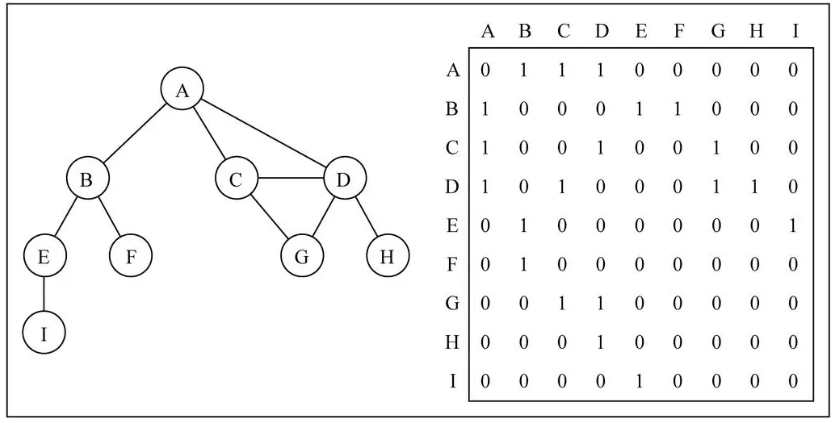 A
B
C
D
E
F
G
H
I
A B C D E F G H I
A 0 1 1 1 0 0 0 0 0
B 1 0 0 0 1 1 0 0 0
C 1 0 0 1 0 0 1 0 0
D 1 0 1 0 0 0 1 1 0
E 0 1 0 0 0 0 0 0 1
F 0 1 0 0 0 0 0 0 0
G 0 0 1 1 0 0 0 0 0
H 0 0 0 1 0 0 0 0 0
I 0 0 0 0 1 0 0 0 0